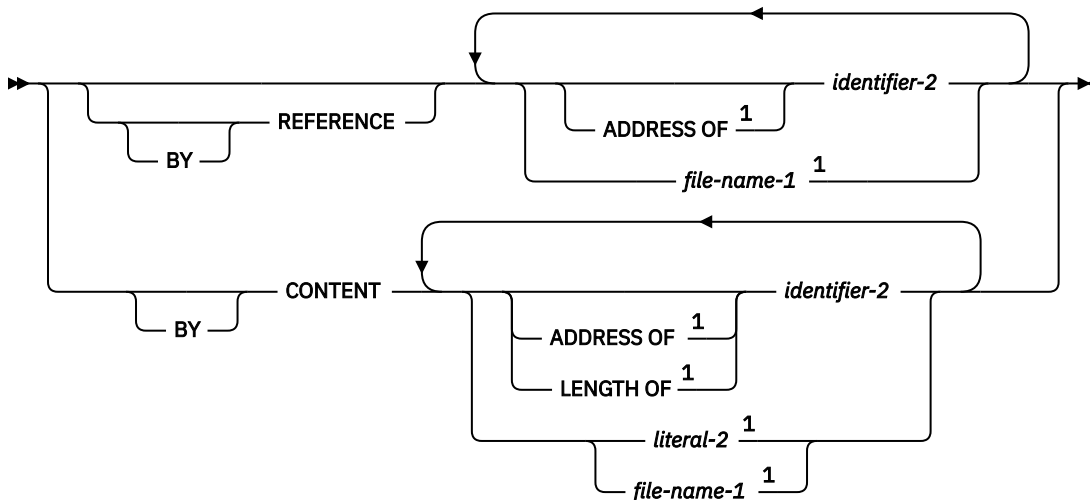 identifier-2
REFERENCE
ADDRESS OF 1
BY
file-name-1 1
CONTENT identifier-2
BY
ADDRESS OF 1
LENGTH OF 1
literal-2 1
file-name-1 1